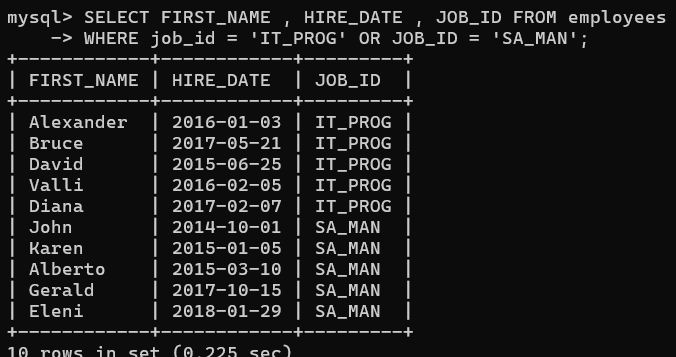 mysql> SELECT FIRST_NAME , HIRE_DATE , JOB_ID FROM employees
    -> WHERE job_id = 'IT_PROG' OR JOB_ID = 'SA_MAN';
+------------+------------+---------+
| FIRST_NAME | HIRE_DATE  | JOB_ID  |
+------------+------------+---------+
| Alexander  | 2016-01-03 | IT_PROG |
| Bruce      | 2017-05-21 | IT_PROG |
| David      | 2015-06-25 | IT_PROG |
| Valli      | 2016-02-05 | IT_PROG |
| Diana      | 2017-02-07 | IT_PROG |
| John       | 2014-10-01 | SA_MAN  |
| Karen      | 2015-01-05 | SA_MAN  |
| Alberto    | 2015-03-10 | SA_MAN  |
| Gerald     | 2017-10-15 | SA_MAN  |
| Eleni      | 2018-01-29 | SA_MAN  |
+------------+------------+---------+
10 rows in set (0.225 sec)